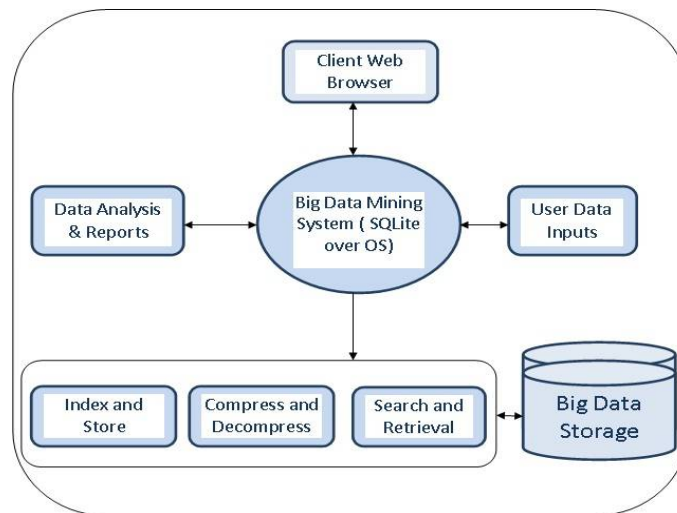 Client Web
Browser
Data Analysis
& Reports
Big Data Mining
System ( SQLite
over OS)
User Data
Inputs
Index and
Store
Compress and
Decompress
Search and
Retrieval
Big Data
Storage